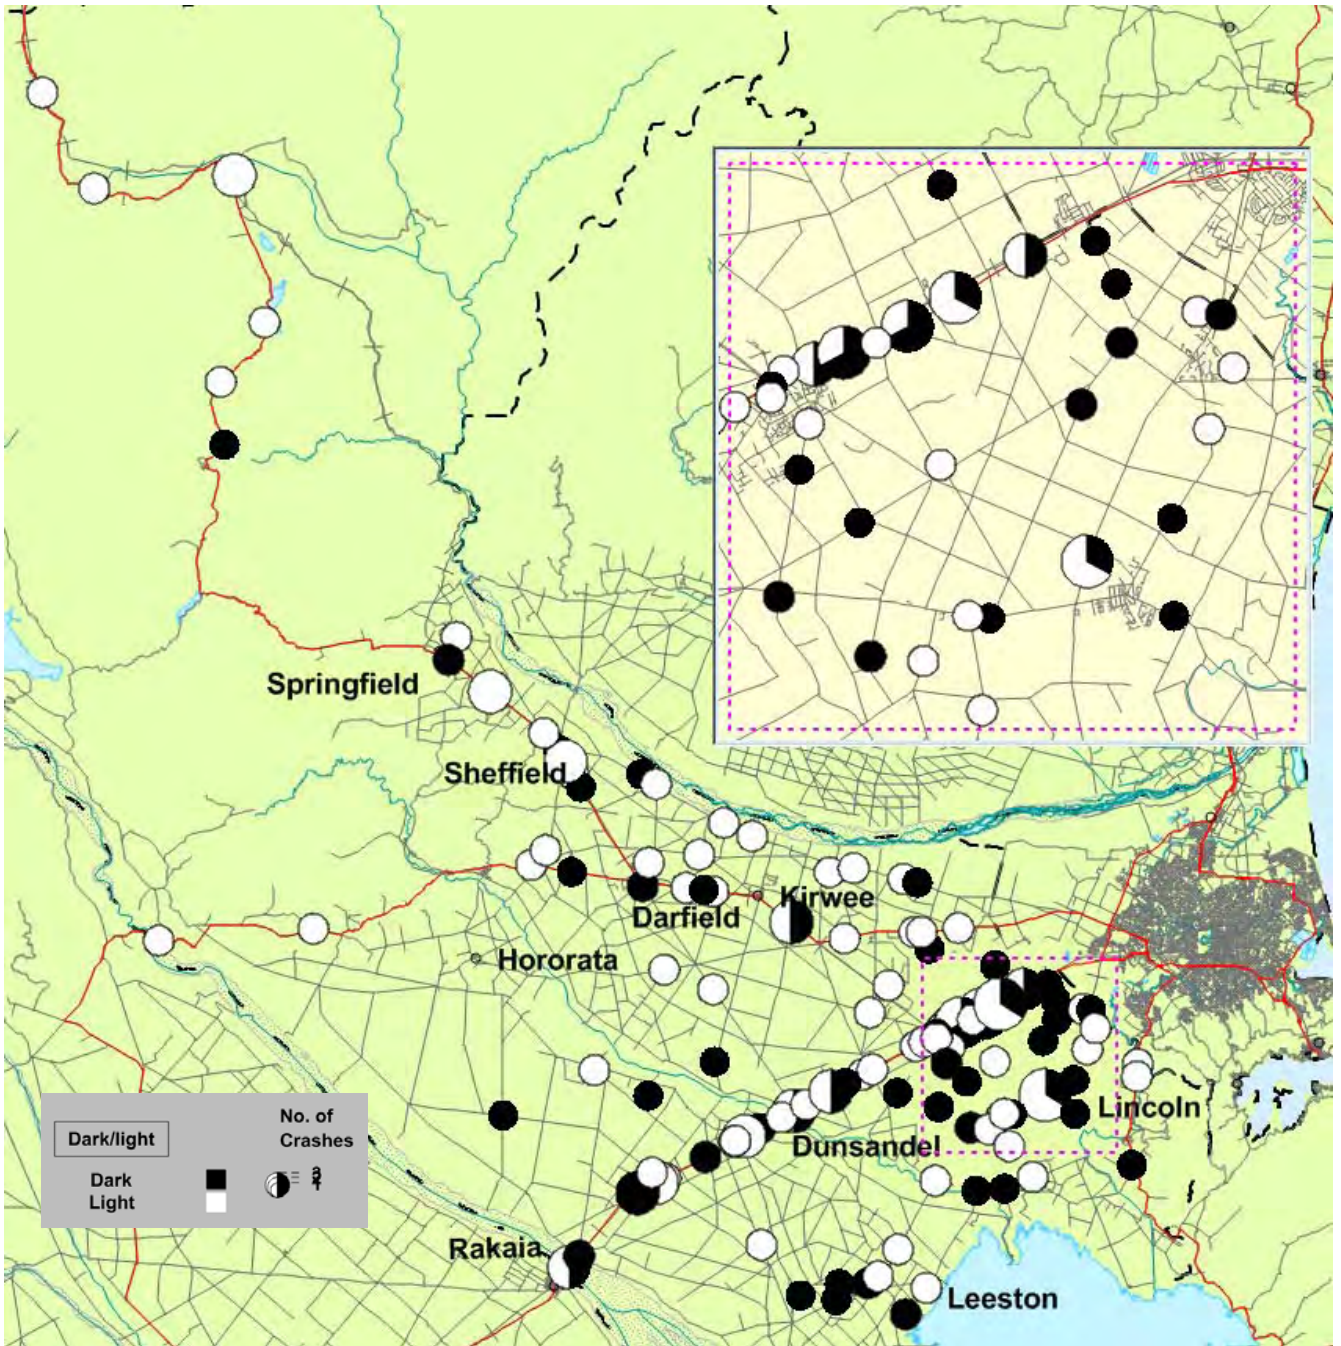 Springfield
Sheffield
Kirwee
Darfield
Hororata
Lincoln
Dunsandel
Rakaia
Leeston
No. of
Crashes
Dark/light
Dark
Light